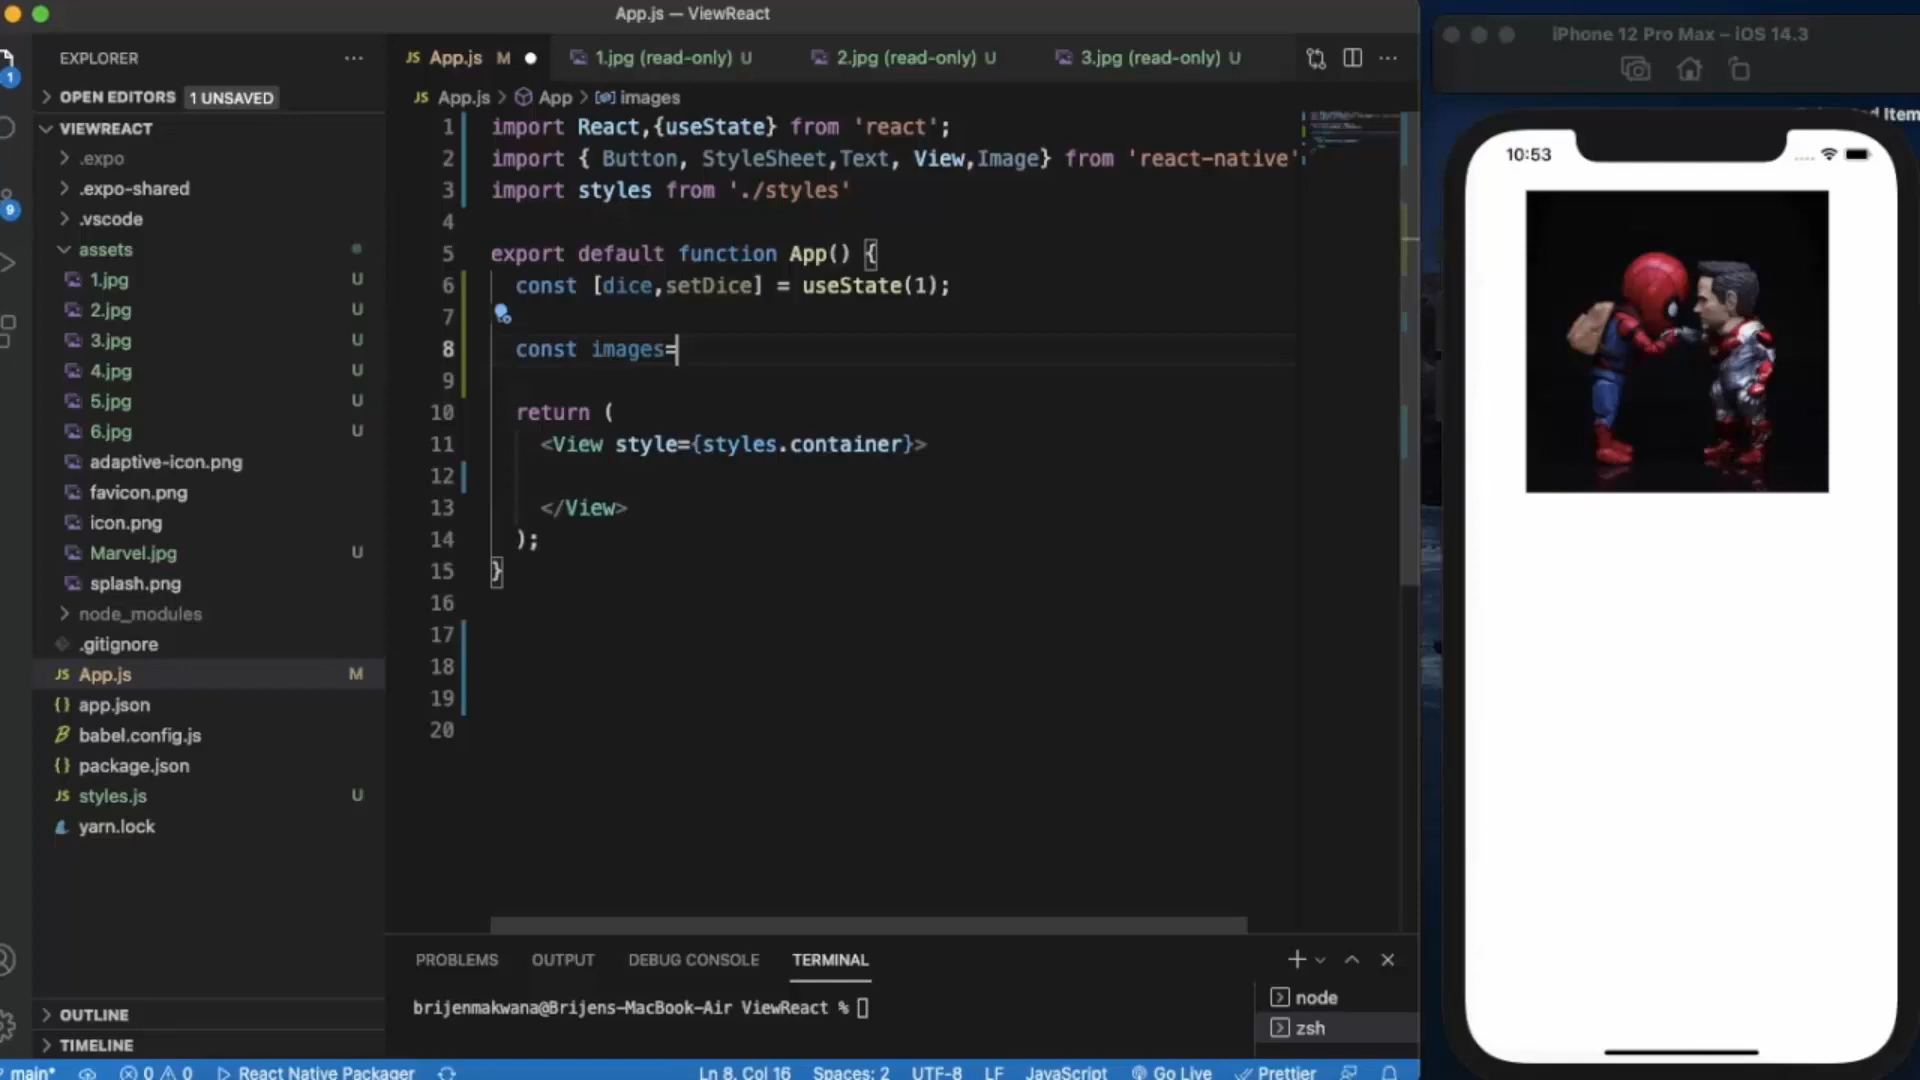 App.js — ViewReact
EXPLORER
OPEN EDITORS 1 UNSAVED
VIEWREACT
.expo
.expo-shared
.vscode
assets
1.jpg U
2.jpg U
3.jpg U
4.jpg U
5.jpg U
6.jpg U
adaptive-icon.png
favicon.png
icon.png
Marvel.jpg U
splash.png
node_modules
.gitignore
JS App.js M
{} app.json
babel.config.js
{} package.json
JS styles.js U
yarn.lock
OUTLINE
TIMELINE
1
9
JS App.js M
1.jpg (read-only) U
2.jpg (read-only) U
3.jpg (read-only) U
JS App.js > App > images
1 import React,{useState} from 'react';
2 import { Button, StyleSheet,Text, View,Image} from 'react-native'
3 import styles from './styles'
4
5 export default function App() {
6 const [dice,setDice] = useState(1);
7
8 const images=
9
10 return (
11 <View style={styles.container}>
12
13 </View>
14 );
15 }
16
17
18
19
20
PROBLEMS OUTPUT DEBUG CONSOLE TERMINAL
brijenmakwana@Brijens-MacBook-Air ViewReact %
node
zsh
main* 0 0 React Native Packager Ln 8, Col 16 Spaces: 2 UTF-8 LF JavaScript Go Live Prettier
iPhone 12 Pro Max – iOS 14.3
10:53